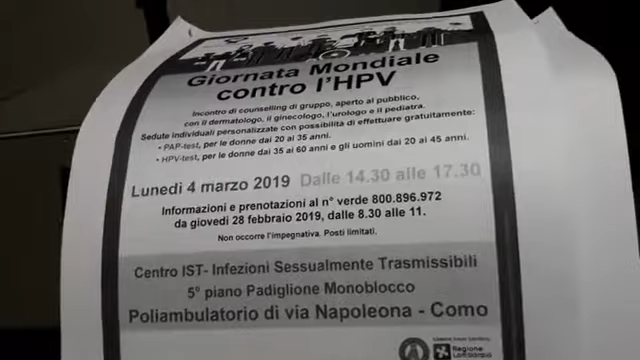 Giornata Mondiale
contro l'HPV
Incontro di counselling di gruppo, aperto al pubblico,
con il dermatologo, il ginecologo, l'urologo e il pediatra.
Sedute individuali personalizzate con possibilità di effettuare gratuitamente:
• PAP-test, per le donne dai 20 ai 35 anni.
• HPV-test, per le donne dai 35 ai 60 anni e gli uomini dai 20 ai 45 anni.
Lunedì 4 marzo 2019 Dalle 14.30 alle 17.30
Informazioni e prenotazioni al n° verde 800.896.972
da giovedì 28 febbraio 2019, dalle 8.30 alle 11.
Non occorre l'impegnativa. Posti limitati.
Centro IST- Infezioni Sessualmente Trasmissibili
5° piano Padiglione Monoblocco
Poliambulatorio di via Napoleona - Como
Regione
Lombardia